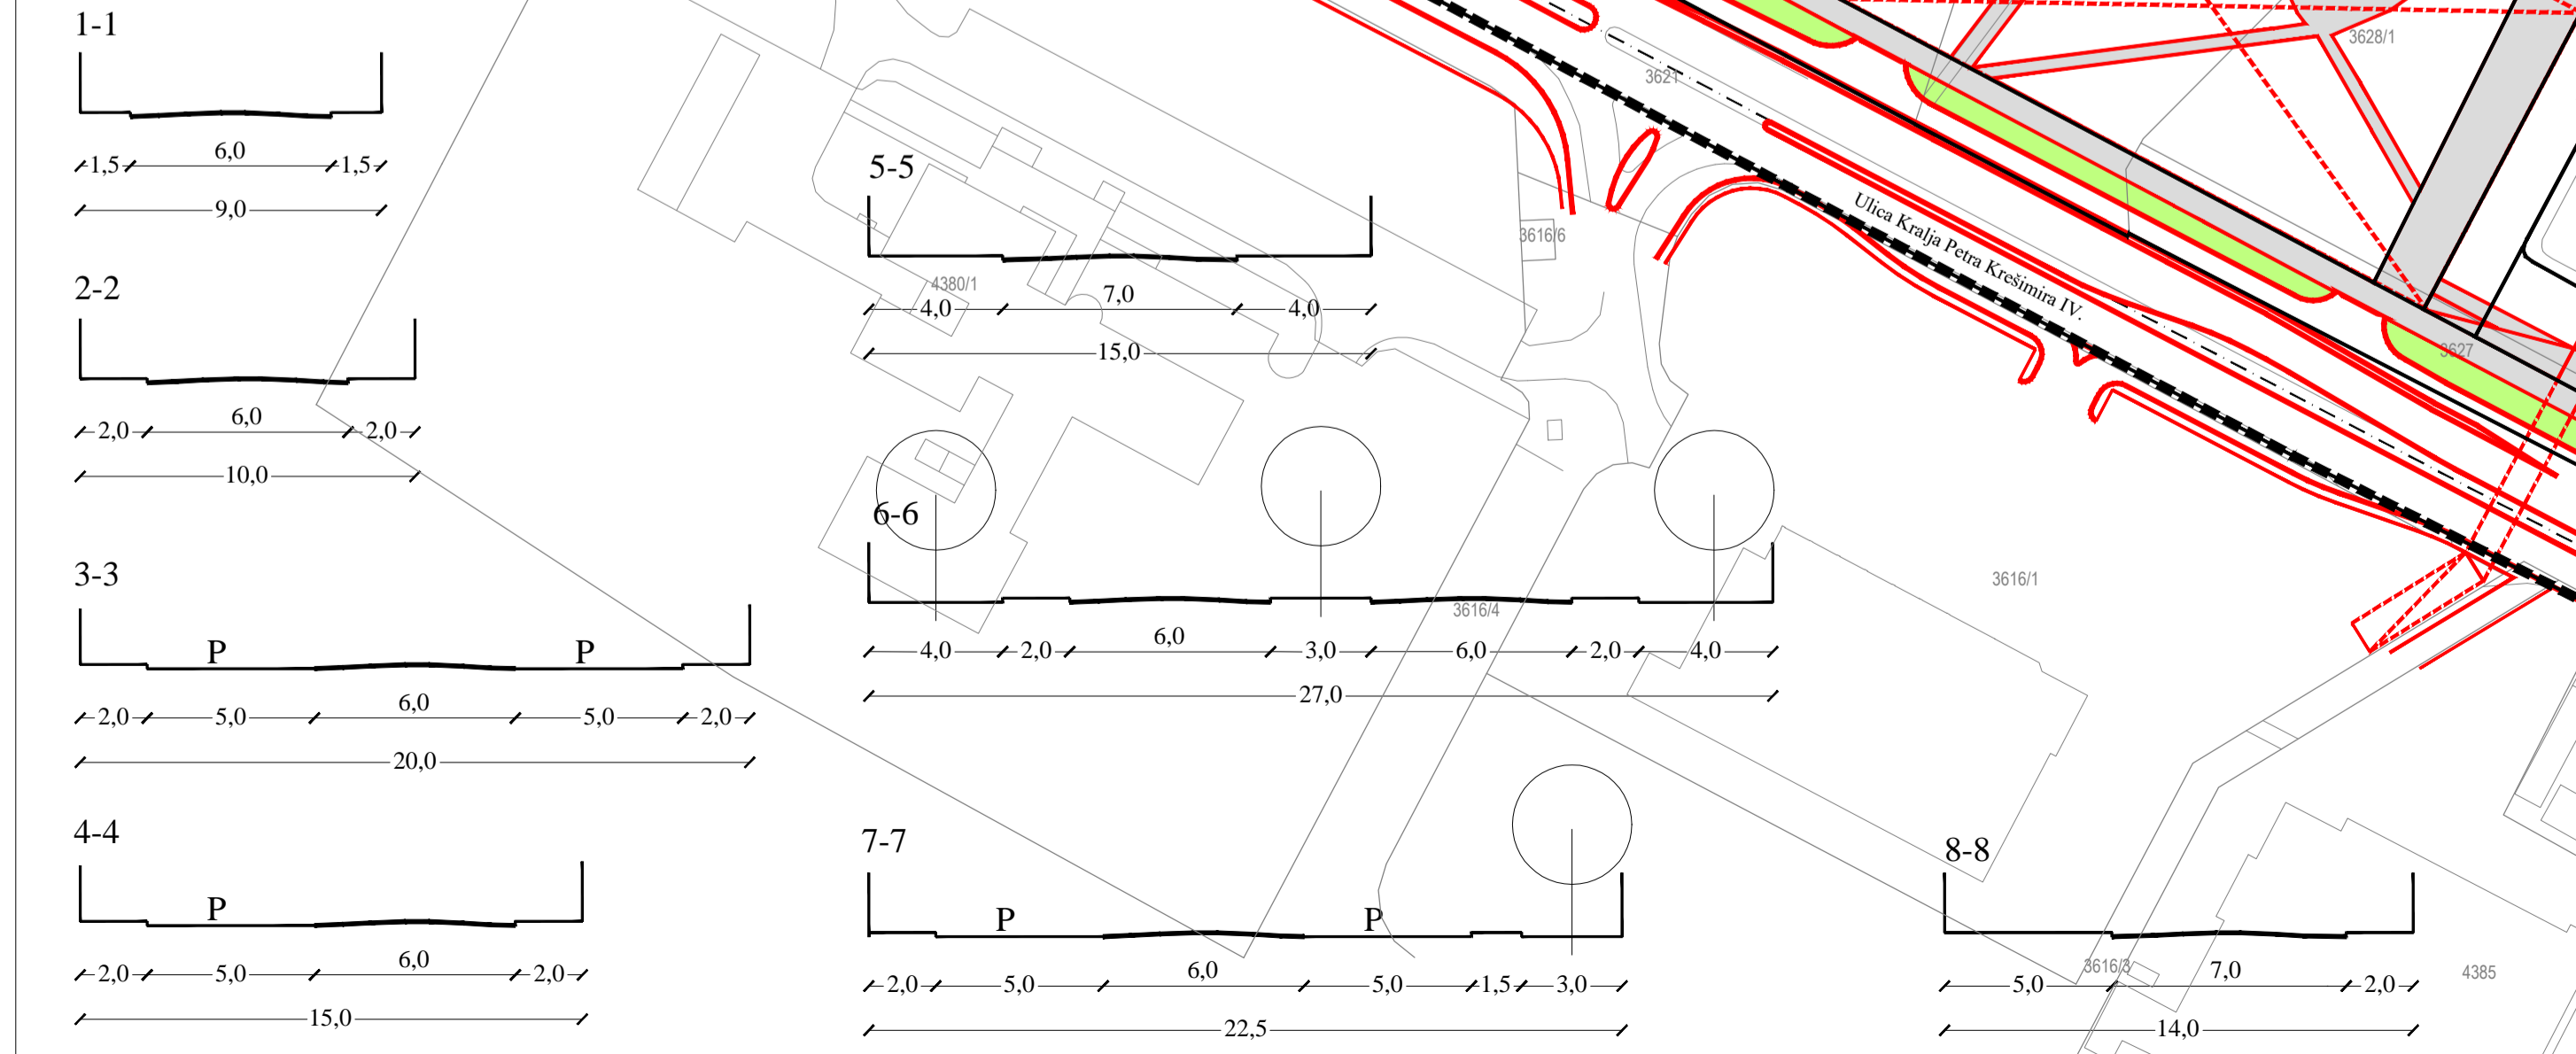 1-1
1,5 6,0 1,5
9,0
2-2
2,0 6,0 2,0
10,0
3-3
P P
2,0 5,0 6,0 5,0 2,0
20,0
4-4
P
2,0 5,0 6,0 2,0
15,0
5-5
4380/1
4,0 7,0 4,0
15,0
6-6
3616/4
4,0 2,0 6,0 3,0 6,0 2,0 4,0
27,0
7-7
P P
2,0 5,0 6,0 5,0 1,5 3,0
22,5
8-8
3616/3
5,0 7,0 2,0
14,0
3628/1
3621
3616/6
Ulica Kralja Petra Krešimira IV.
3627
3616/1
4385